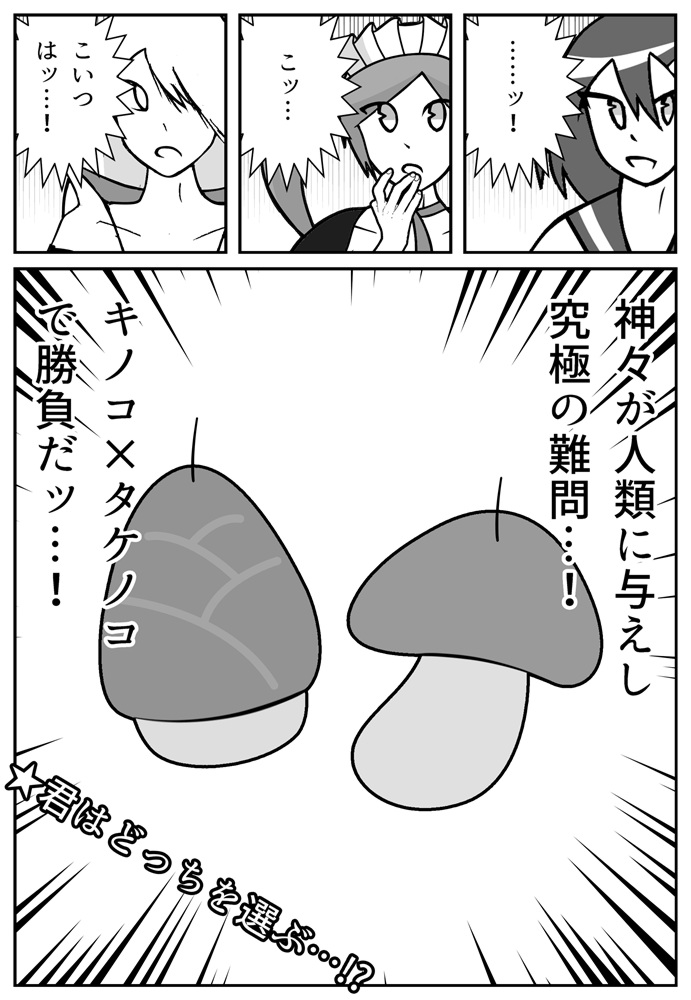 ……ッ！
こッ…
こいつ
はッ…！
神々が人類に与えし
究極の難問…！
キノコ×タケノコ
で勝負だッ…！
★君はどっちを選ぶ…!?